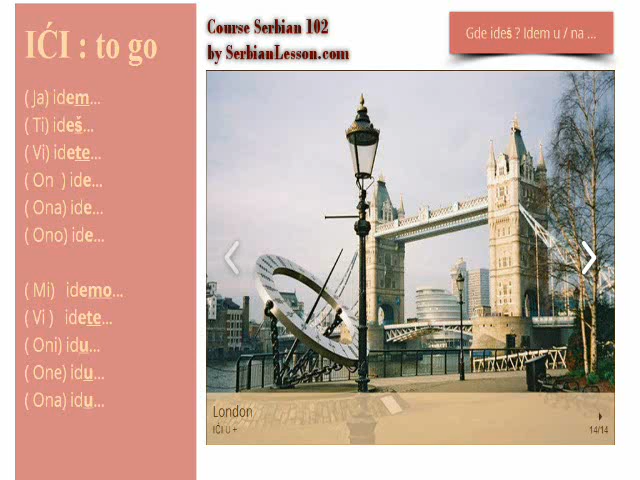 IĆI : to go
( Ja) idem...
( Ti) ideš...
( Vi) idete...
( On ) ide...
( Ona) ide...
( Ono) ide...
( Mi) idemo...
( Vi ) idete...
( Oni) idu...
( One) idu...
( Ona) idu...
Course Serbian 102
by SerbianLesson.com
Gde ideš ? Idem u / na ...
London
IĆI U +
14/14